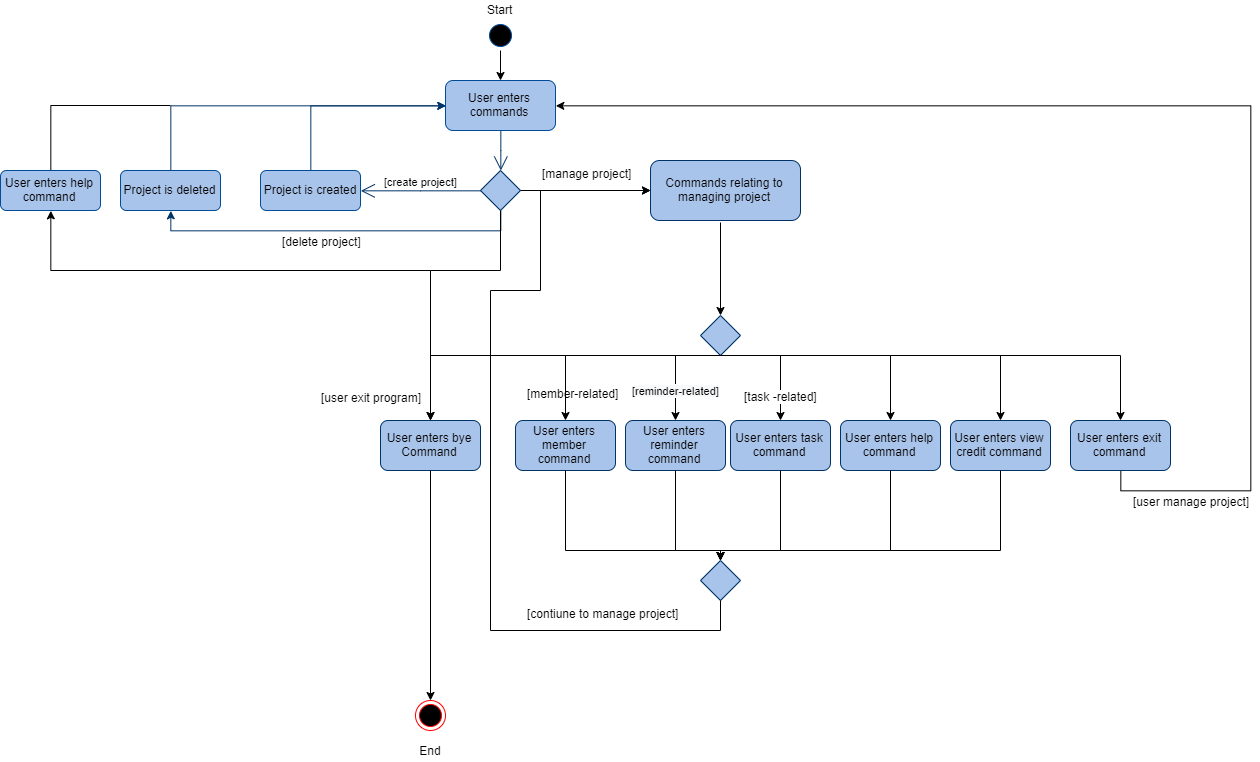 Start
User enters
commands
[manage project]
[create project]
User enters help
command
Project is deleted
Project is created
Commands relating to
managing project
[delete project]
[user exit program]
[member-related]
[reminder-related]
[task -related]
User enters bye
Command
User enters
member
command
User enters
reminder
command
User enters task
command
User enters help
command
User enters view
credit command
User enters exit
command
[user manage project]
[contiune to manage project]
End